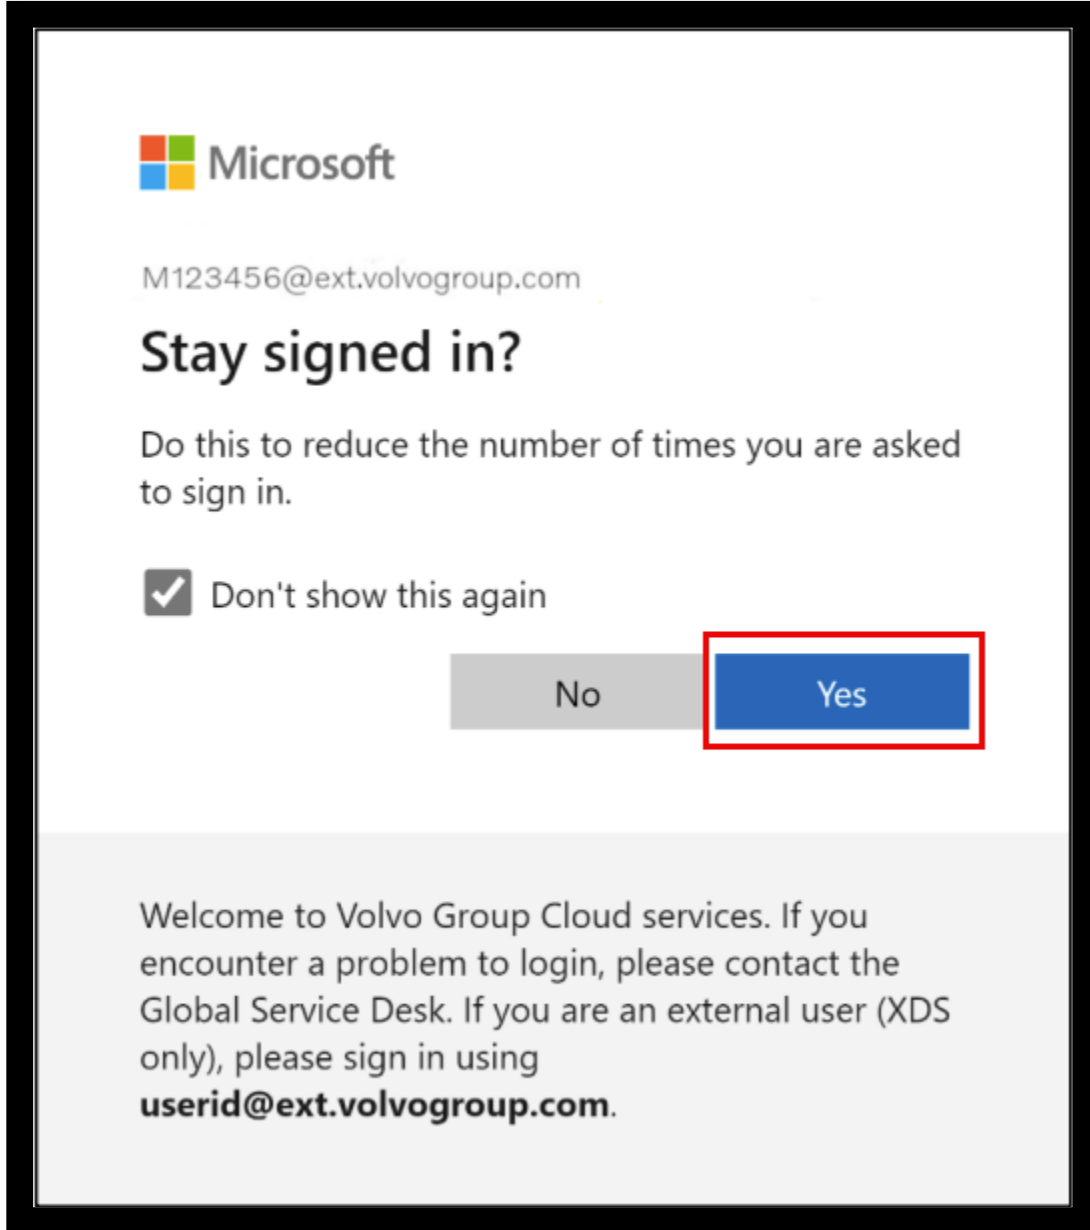 Microsoft
M123456@ext.volvogroup.com
Stay signed in?
Do this to reduce the number of times you are asked
to sign in.
Don't show this again
No
Yes
Welcome to Volvo Group Cloud services. If you
encounter a problem to login, please contact the
Global Service Desk. If you are an external user (XDS
only), please sign in using
userid@ext.volvogroup.com.